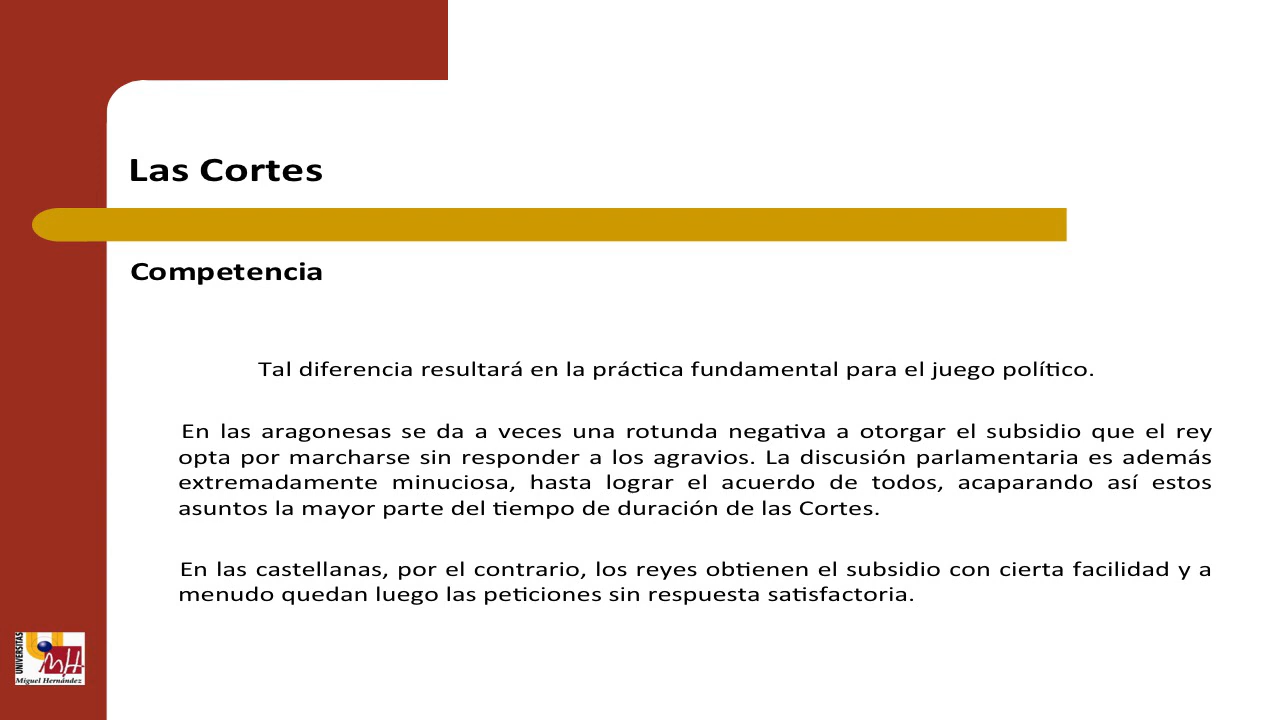 Las Cortes
Competencia
Tal diferencia resultará en la práctica fundamental para el juego político.
En las aragonesas se da a veces una rotunda negativa a otorgar el subsidio que el rey
opta por marcharse sin responder a los agravios. La discusión parlamentaria es además
extremadamente minuciosa, hasta lograr el acuerdo de todos, acaparando así estos
asuntos la mayor parte del tiempo de duración de las Cortes.
En las castellanas, por el contrario, los reyes obtienen el subsidio con cierta facilidad y a
menudo quedan luego las peticiones sin respuesta satisfactoria.
UNIVERSITAS
MH
Miguel Hernández